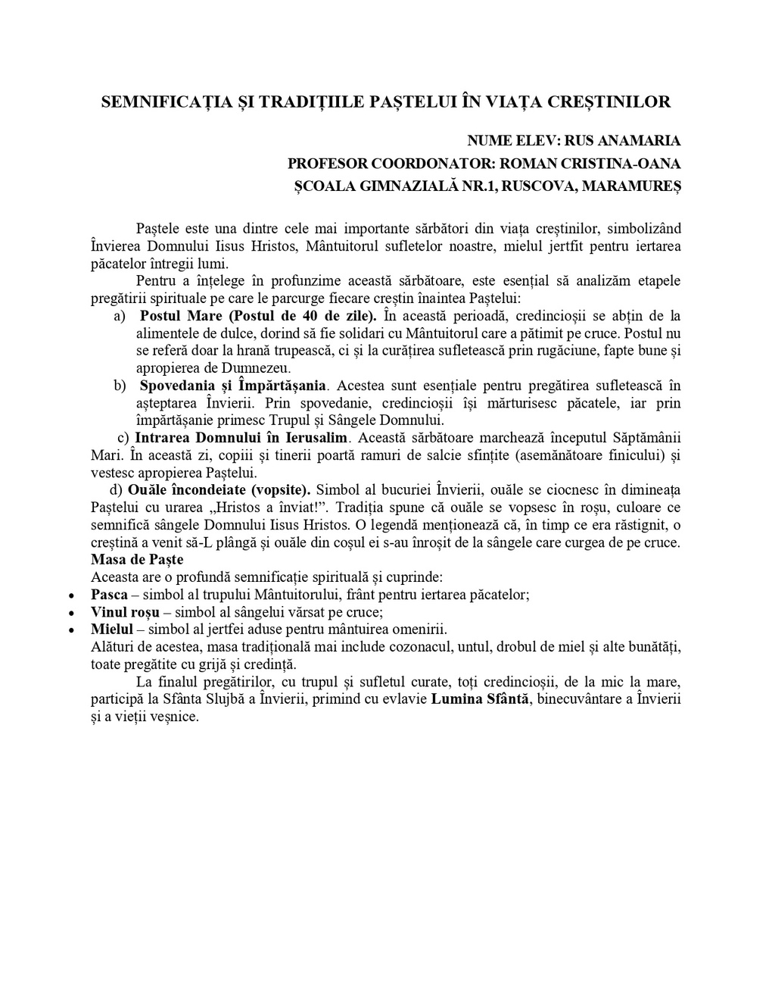 SEMNIFICAȚIA ȘI TRADIȚIILE PAȘTELUI ÎN VIAȚA CREȘTINILOR
NUME ELEV: RUS ANAMARIA
PROFESOR COORDONATOR: ROMAN CRISTINA-OANA
ȘCOALA GIMNAZIALĂ NR.1, RUSCOVA, MARAMUREȘ
Paștele este una dintre cele mai importante sărbători din viața creștinilor, simbolizând
Învierea Domnului Iisus Hristos, Mântuitorul sufletelor noastre, mielul jertfit pentru iertarea
păcatelor întregii lumi.
Pentru a înțelege în profunzime această sărbătoare, este esențial să analizăm etapele
pregătirii spirituale pe care le parcurge fiecare creștin înaintea Paștelui:
a) Postul Mare (Postul de 40 de zile). În această perioadă, credincioșii se abțin de la
alimentele de dulce, dorind să fie solidari cu Mântuitorul care a pătimit pe cruce. Postul nu
se referă doar la hrană trupească, ci și la curățirea sufletească prin rugăciune, fapte bune și
apropierea de Dumnezeu.
b) Spovedania și Împărtășania. Acestea sunt esențiale pentru pregătirea sufletească în
așteptarea Învierii. Prin spovedanie, credincioșii își mărturisesc păcatele, iar prin
împărtășanie primesc Trupul și Sângele Domnului.
c) Intrarea Domnului în Ierusalim. Această sărbătoare marchează începutul Săptămânii
Mari. În această zi, copiii și tinerii poartă ramuri de salcie sfințite (asemănătoare finicului) și
vestesc apropierea Paștelui.
d) Ouăle încondeiate (vopsite). Simbol al bucuriei Învierii, ouăle se ciocnesc în dimineața
Paștelui cu urarea „Hristos a înviat!”. Tradiția spune că ouăle se vopsesc în roșu, culoare ce
semnifică sângele Domnului Iisus Hristos. O legendă menționează că, în timp ce era răstignit, o
creștină a venit să-L plângă și ouăle din coșul ei s-au înroșit de la sângele care curgea de pe cruce.
Masa de Paște
Aceasta are o profundă semnificație spirituală și cuprinde:
• Pasca – simbol al trupului Mântuitorului, frânt pentru iertarea păcatelor;
• Vinul roșu – simbol al sângelui vărsat pe cruce;
• Mielul – simbol al jertfei aduse pentru mântuirea omenirii.
Alături de acestea, masa tradițională mai include cozonacul, untul, drobul de miel și alte bunătăți,
toate pregătite cu grijă și credință.
La finalul pregătirilor, cu trupul și sufletul curate, toți credincioșii, de la mic la mare,
participă la Sfânta Slujbă a Învierii, primind cu evlavie Lumina Sfântă, binecuvântare a Învierii
și a vieții veșnice.